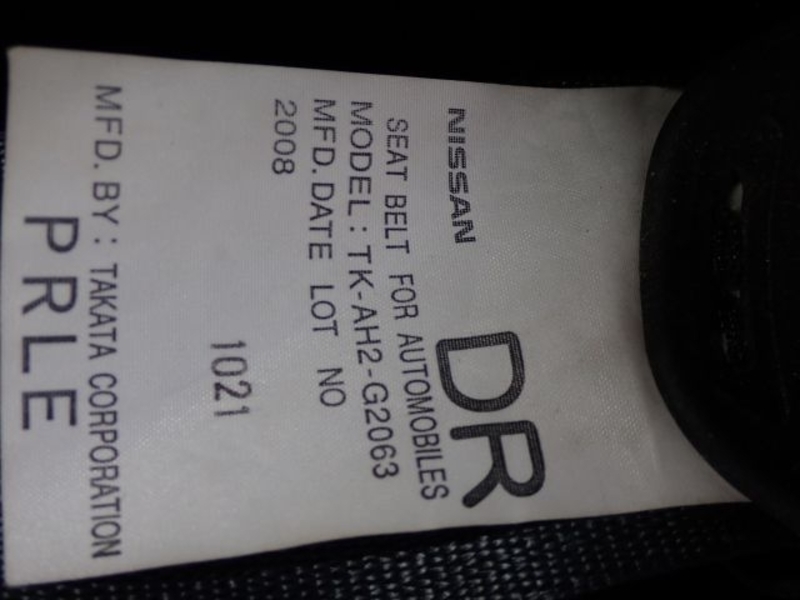 NISSAN DR
SEAT BELT FOR AUTOMOBILES
MODEL : TK-AH2-G2063
MFD. DATE LOT NO
2008
1021
MFD. BY : TAKATA CORPORATION
PRLE